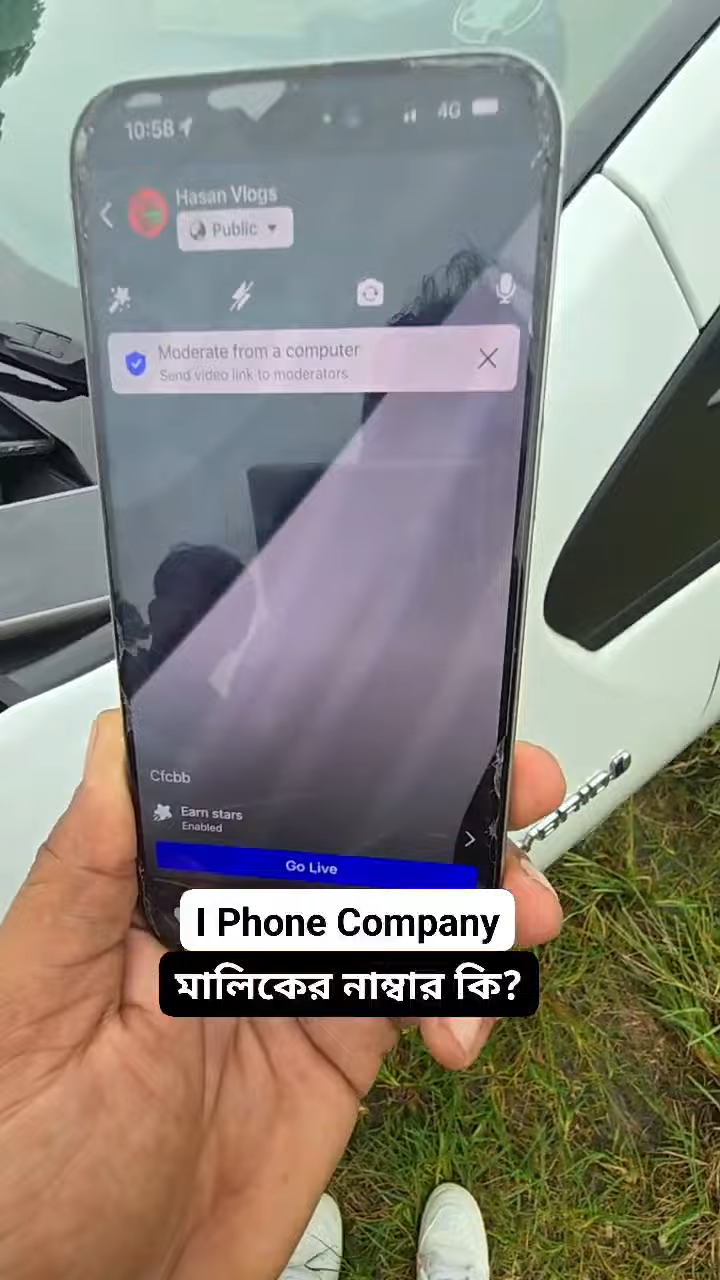 10:58
4G
Hasan Vlogs
Public
Moderate from a computer
Send video link to moderators
Cfcbb
Earn stars
Enabled
Go Live
I Phone Company
মালিকের নাম্বার কি?